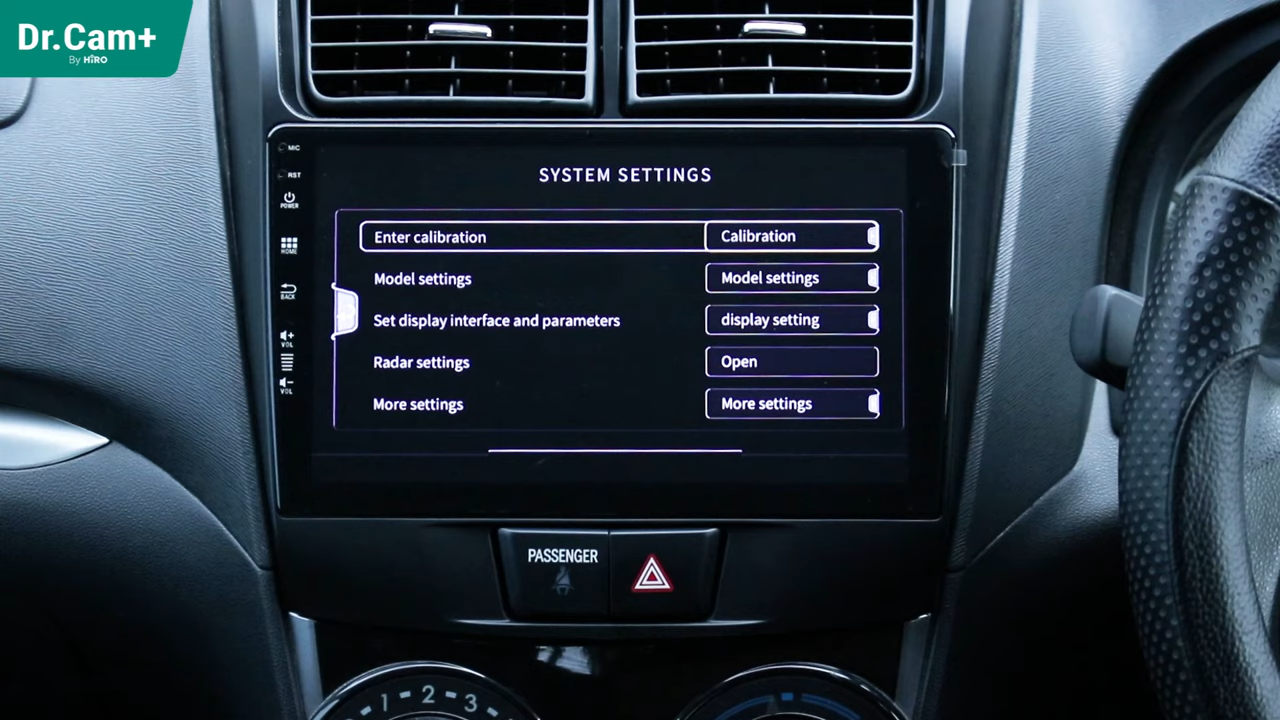 Dr.Cam+
By HIRO
MIC
RST
POWER
HOME
BACK
VOL
VOL
SYSTEM SETTINGS
Enter calibration
Calibration
Model settings
Model settings
Set display interface and parameters
display setting
Radar settings
Open
More settings
More settings
PASSENGER
1 2 3